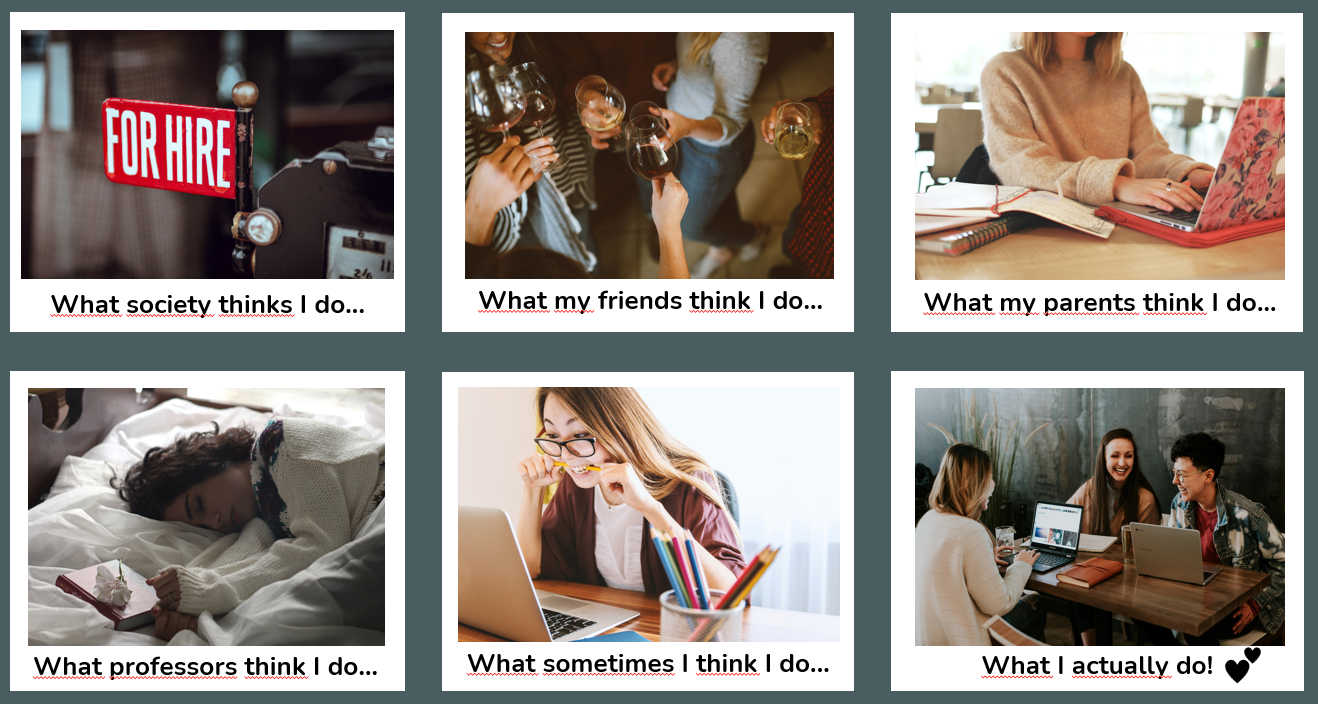 FOR HIRE
What society thinks I do...
What my friends think I do...
What my parents think I do...
What professors think I do...
What sometimes I think I do...
What I actually do!